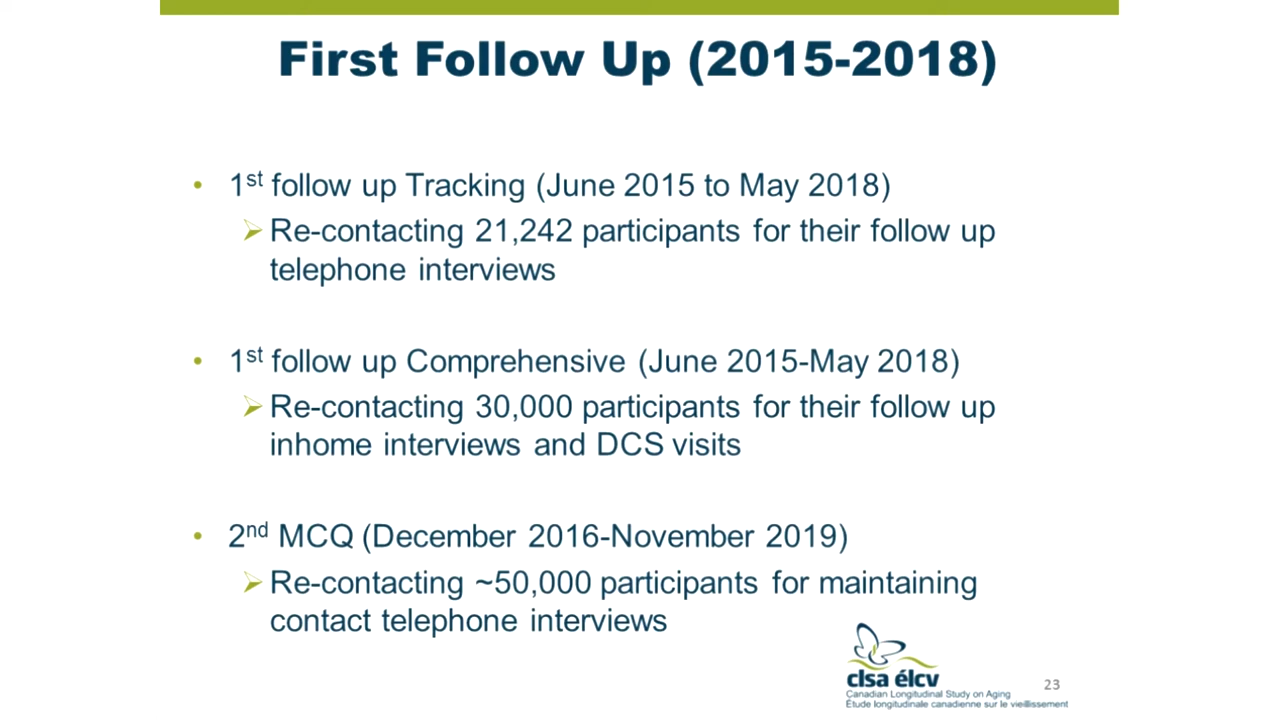 First Follow Up (2015-2018)
• 1st follow up Tracking (June 2015 to May 2018)
➢ Re-contacting 21,242 participants for their follow up
telephone interviews
• 1st follow up Comprehensive (June 2015-May 2018)
➢ Re-contacting 30,000 participants for their follow up
inhome interviews and DCS visits
• 2nd MCQ (December 2016-November 2019)
➢ Re-contacting ~50,000 participants for maintaining
contact telephone interviews
clsa élcv
Canadian Longitudinal Study on Aging
Étude longitudinale canadienne sur le vieillissement
23